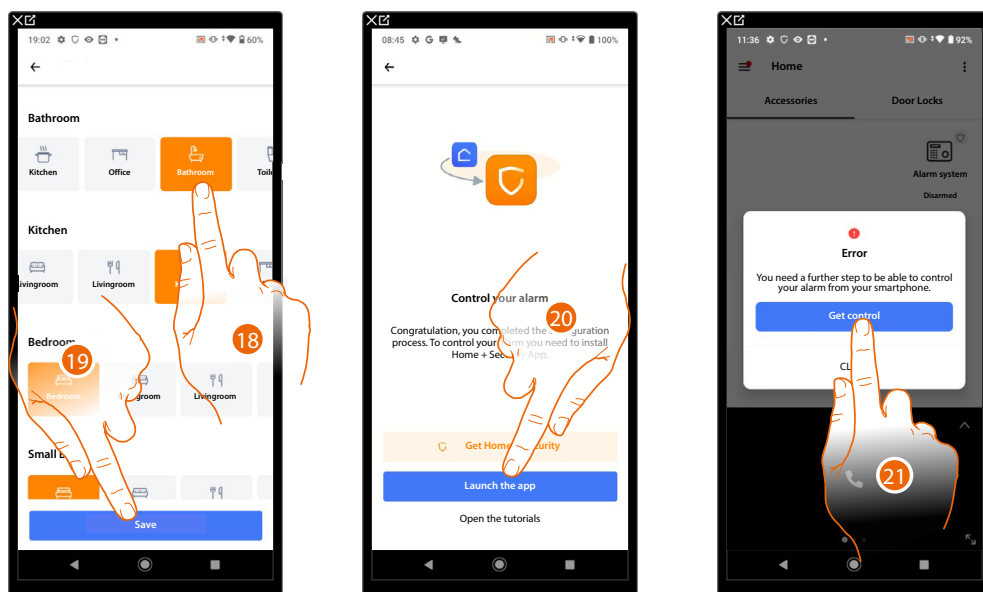 19:02
60%
Bathroom
Kitchen
Office
Bathroom
Kitchen
Livingroom
Bedroom
Livingroom
Small
Save
18
19
08:45
100%
Control your alarm
Congratulation, you completed the
process. To control your alarm you need to install
Home + App.
Get Home
Launch the app
Open the tutorials
20
11:36
92%
Home
Accessories
Door Locks
Alarm system
Disarmed
Error
You need a further step to be able to control
your alarm from your smartphone.
Get control
21